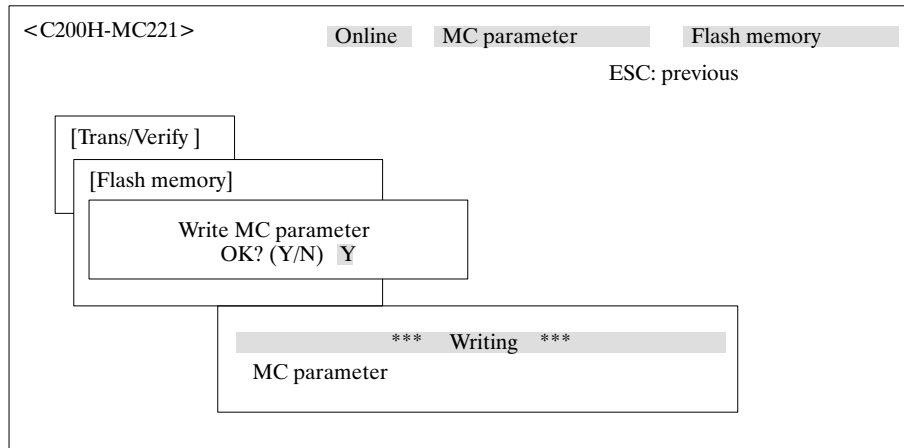 <C200H-MC221> Online MC parameter Flash memory
ESC: previous
[Trans/Verify ]
[Flash memory]
Write MC parameter
OK? (Y/N) Y
*** Writing ***
MC parameter